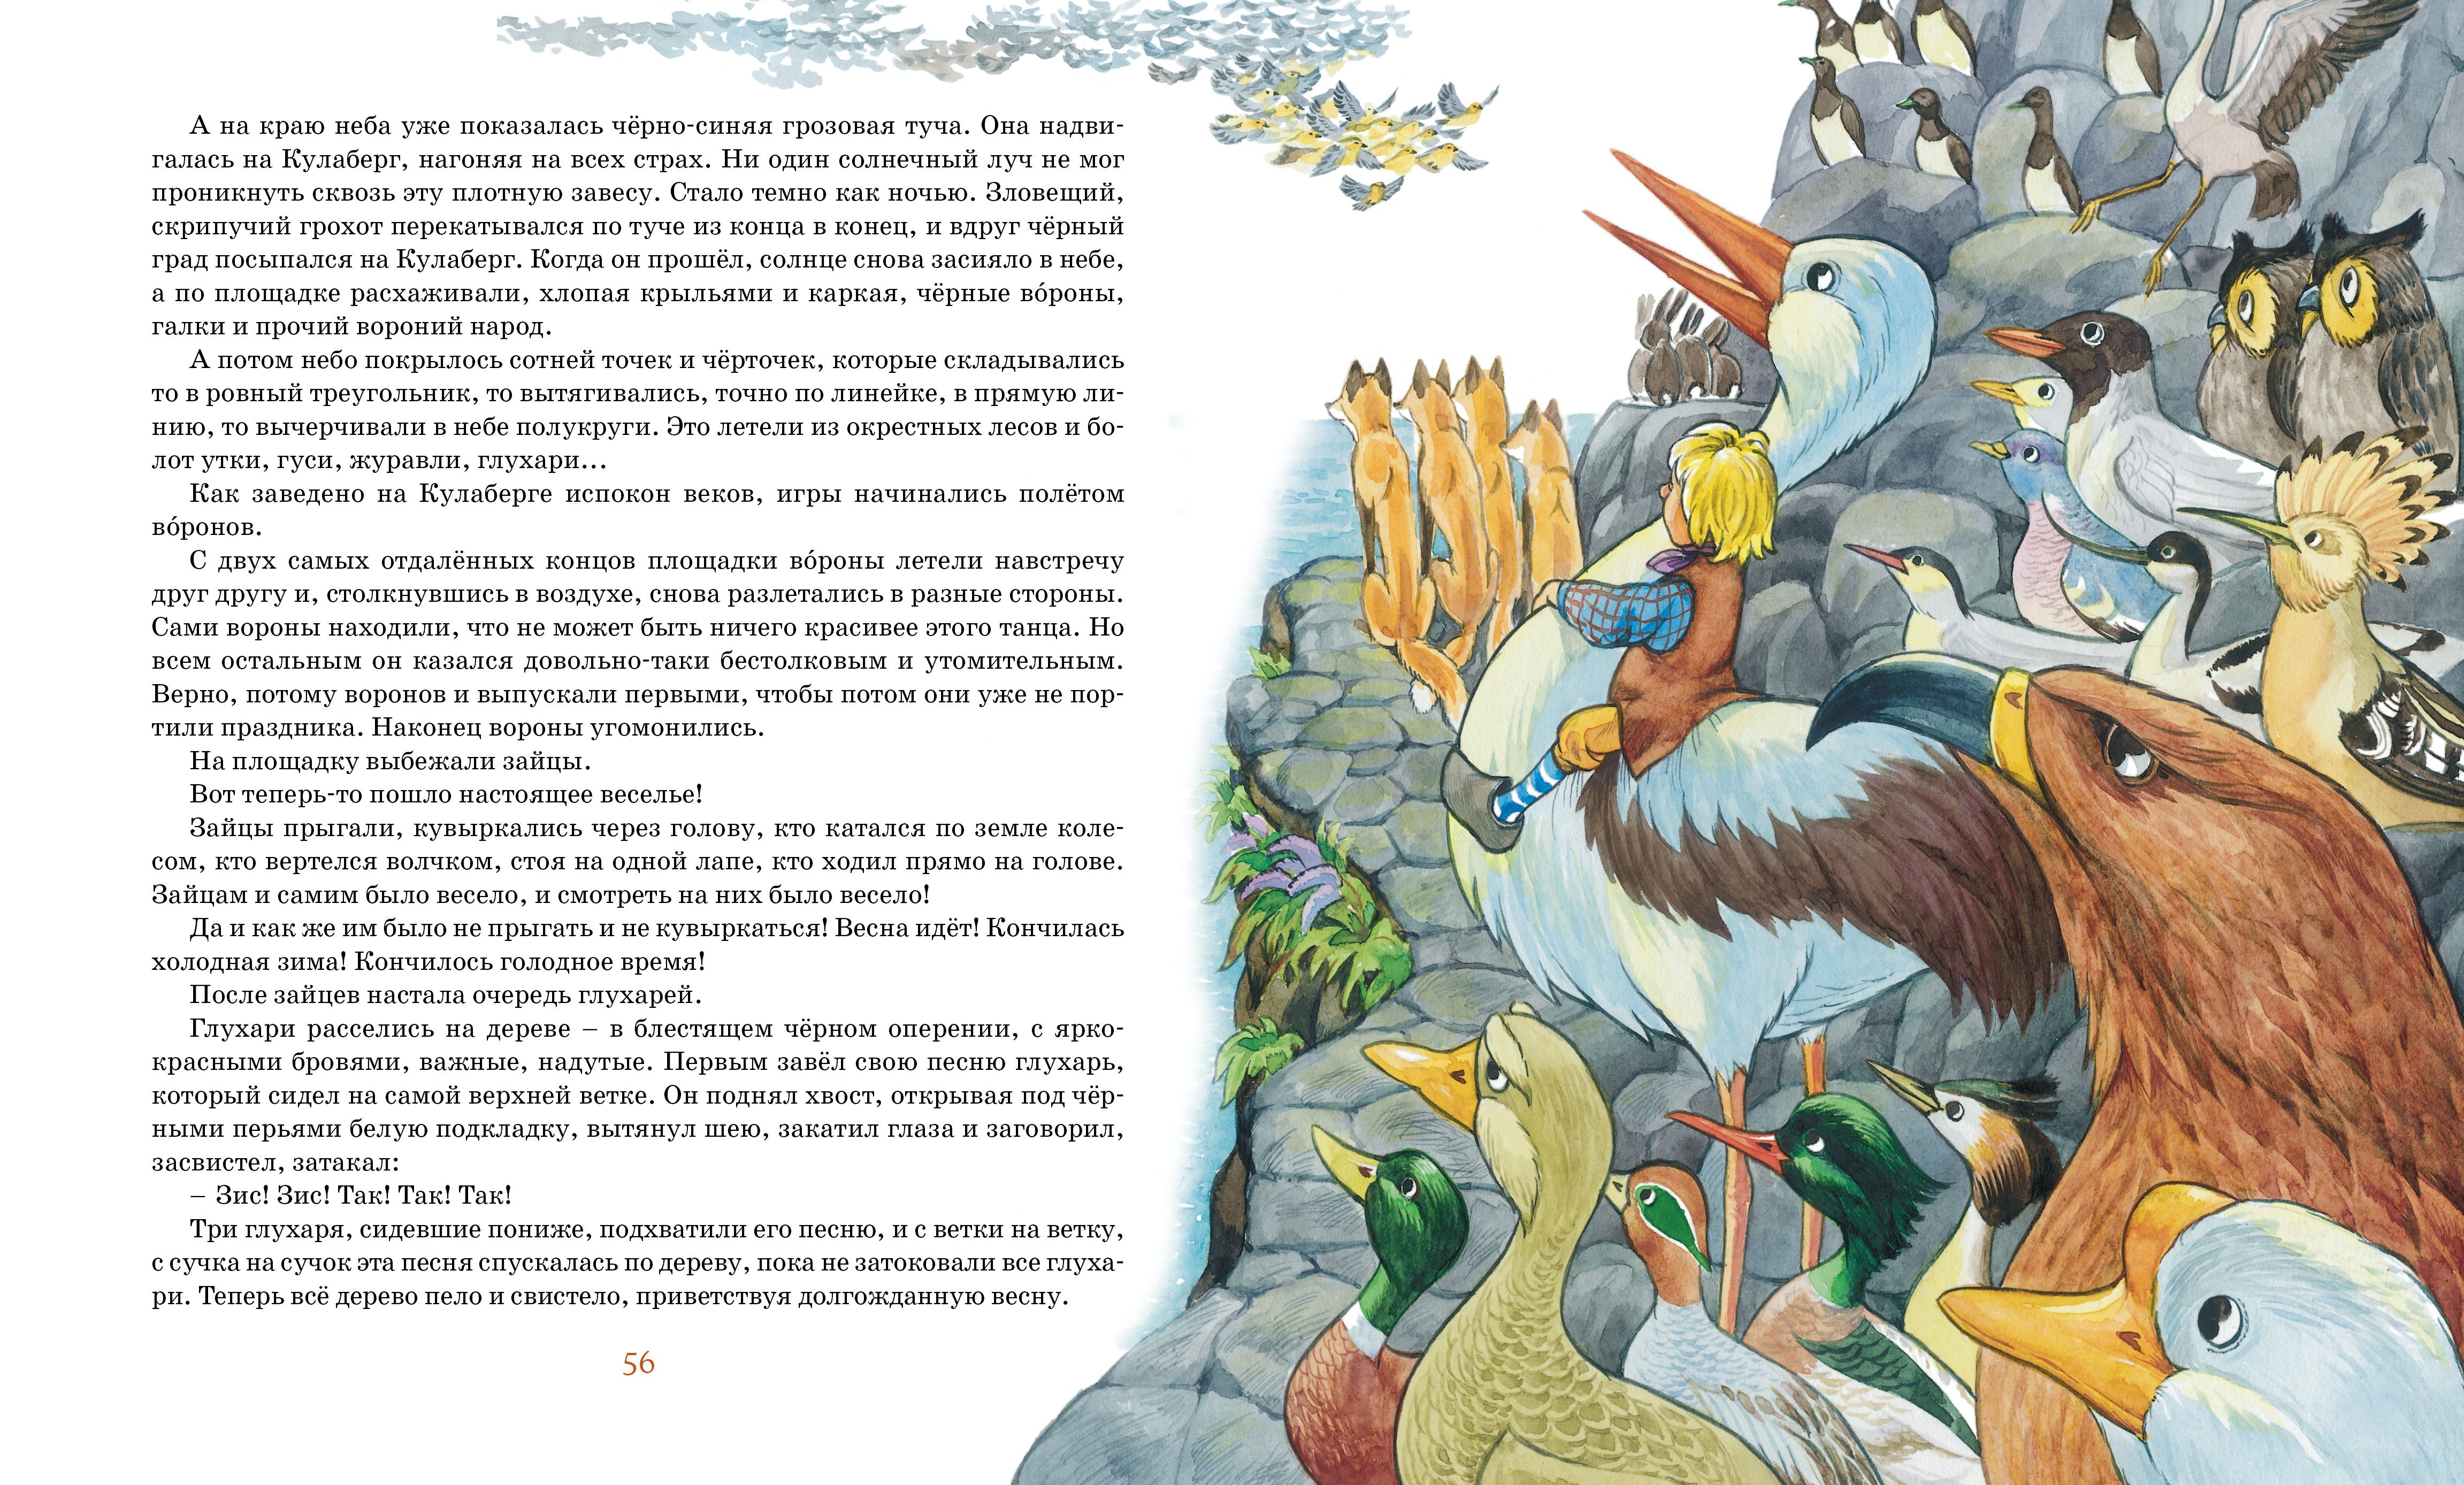 А на краю неба уже показалась чёрно-синяя грозовая туча. Она надви-
галась на Кулаберг, нагоняя на всех страх. Ни один солнечный луч не мог
проникнуть сквозь эту плотную завесу. Стало темно как ночью. Зловещий,
скрипучий грохот перекатывался по туче из конца в конец, и вдруг чёрный
град посыпался на Кулаберг. Когда он прошёл, солнце снова засияло в небе,
а по площадке расхаживали, хлопая крыльями и каркая, чёрные во́роны,
галки и прочий вороний народ.
А потом небо покрылось сотней точек и чёрточек, которые складывались
то в ровный треугольник, то вытягивались, точно по линейке, в прямую ли-
нию, то вычерчивали в небе полукруги. Это летели из окрестных лесов и бо-
лот утки, гуси, журавли, глухари...
Как заведено на Кулаберге испокон веков, игры начинались полётом
во́ронов.
С двух самых отдалённых концов площадки во́роны летели навстречу
друг другу и, столкнувшись в воздухе, снова разлетались в разные стороны.
Сами вороны находили, что не может быть ничего красивее этого танца. Но
всем остальным он казался довольно-таки бестолковым и утомительным.
Верно, потому воронов и выпускали первыми, чтобы потом они уже не пор-
тили праздника. Наконец вороны угомонились.
На площадку выбежали зайцы.
Вот теперь-то пошло настоящее веселье!
Зайцы прыгали, кувыркались через голову, кто катался по земле коле-
сом, кто вертелся волчком, стоя на одной лапе, кто ходил прямо на голове.
Зайцам и самим было весело, и смотреть на них было весело!
Да и как же им было не прыгать и не кувыркаться! Весна идёт! Кончилась
холодная зима! Кончилось голодное время!
После зайцев настала очередь глухарей.
Глухари расселись на дереве – в блестящем чёрном оперении, с ярко-
красными бровями, важные, надутые. Первым завёл свою песню глухарь,
который сидел на самой верхней ветке. Он поднял хвост, открывая под чёр-
ными перьями белую подкладку, вытянул шею, закатил глаза и заговорил,
засвистел, затакал:
– Зис! Зис! Так! Так! Так!
Три глухаря, сидевшие пониже, подхватили его песню, и с ветки на ветку,
с сучка на сучок эта песня спускалась по дереву, пока не затоковали все глуха-
ри. Теперь всё дерево пело и свистело, приветствуя долгожданную весну.
56